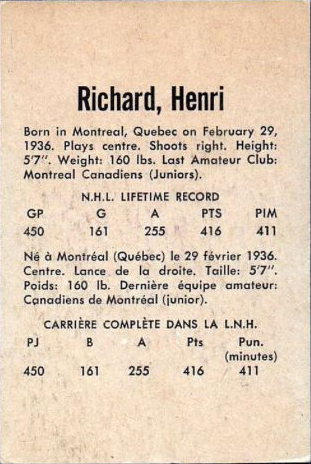 Richard, Henri
Born in Montreal, Quebec on February 29,
1936. Plays centre. Shoots right. Height:
5'7". Weight: 160 lbs. Last Amateur Club:
Montreal Canadiens (Juniors).
N.H.L. LIFETIME RECORD
GP G A PTS PIM
450 161 255 416 411
Né à Montréal (Québec) le 29 février 1936.
Centre. Lance de la droite. Taille: 5'7".
Poids: 160 lb. Dernière équipe amateur:
Canadiens de Montréal (junior).
CARRIÈRE COMPLÈTE DANS LA L.N.H.
PJ B A Pts Pun.
(minutes)
450 161 255 416 411